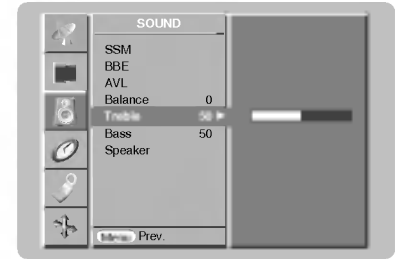 SOUND
SSM
BBE
AVL
Balance 0
Treble 50
Bass 50
Speaker
Menu Prev.